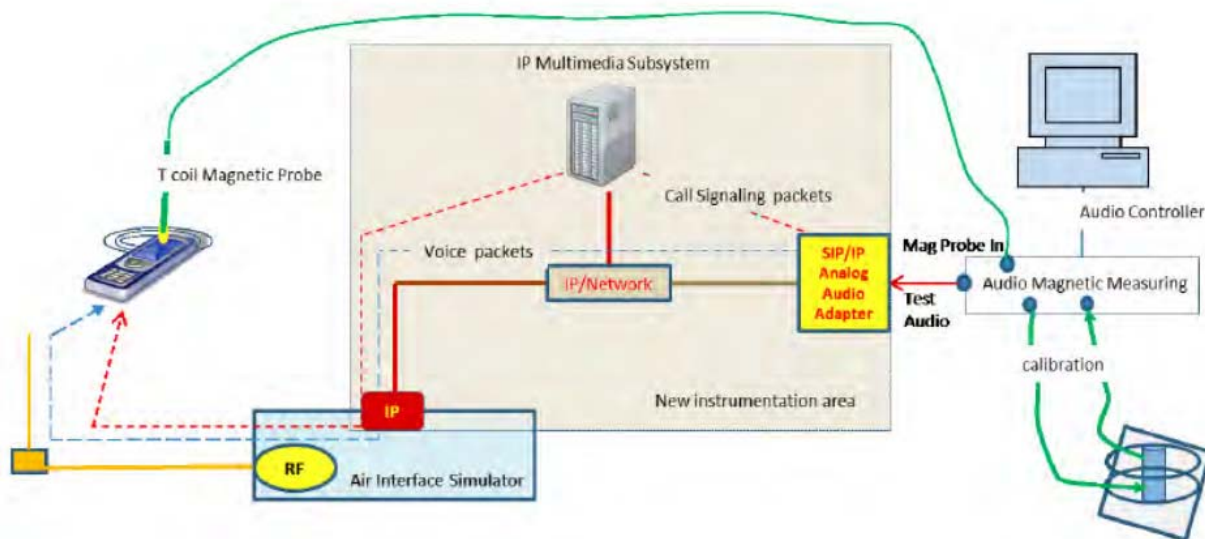 IP Multimedia Subsystem
T coil Magnetic Probe
Call Signaling packets
Audio Controller
Voice packets
Mag Probe In
SIP/IP
Analog
Audio
Adapter
IP/Network
Audio Magnetic Measuring
Test
Audio
calibration
New instrumentation area
IP
RF
Air Interface Simulator